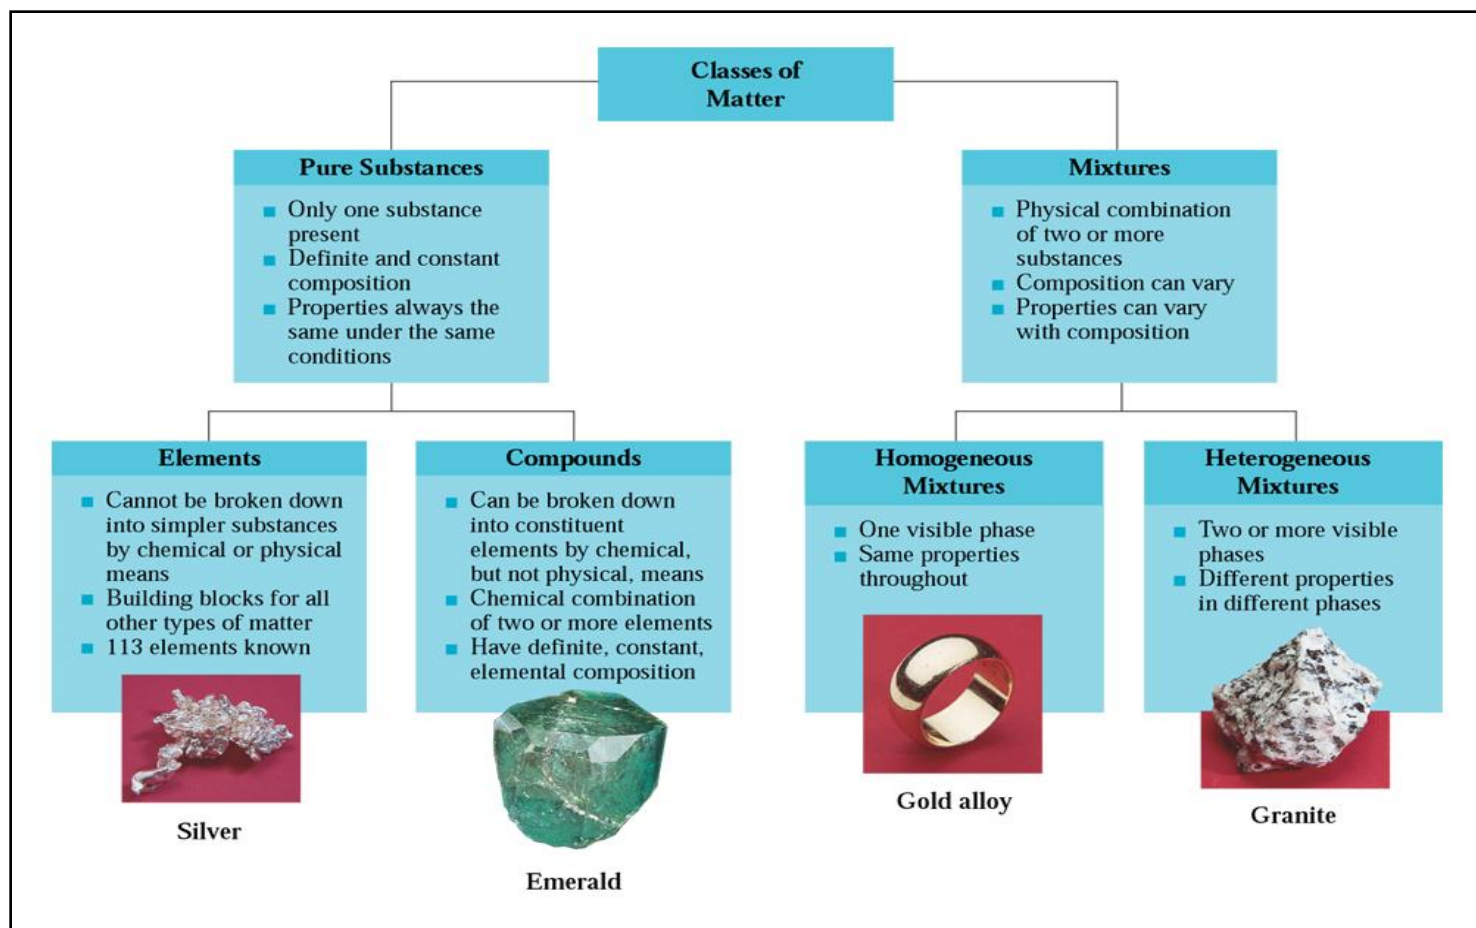 Classes of
Matter
Pure Substances
Only one substance
present
Definite and constant
composition
Properties always the
same under the same
conditions
Mixtures
Physical combination
of two or more
substances
Composition can vary
Properties can vary
with composition
Elements
Cannot be broken down
into simpler substances
by chemical or physical
means
Building blocks for all
other types of matter
113 elements known
Silver
Compounds
Can be broken down
into constituent
elements by chemical,
but not physical, means
Chemical combination
of two or more elements
Have definite, constant,
elemental composition
Emerald
Homogeneous
Mixtures
One visible phase
Same properties
throughout
Gold alloy
Heterogeneous
Mixtures
Two or more visible
phases
Different properties
in different phases
Granite